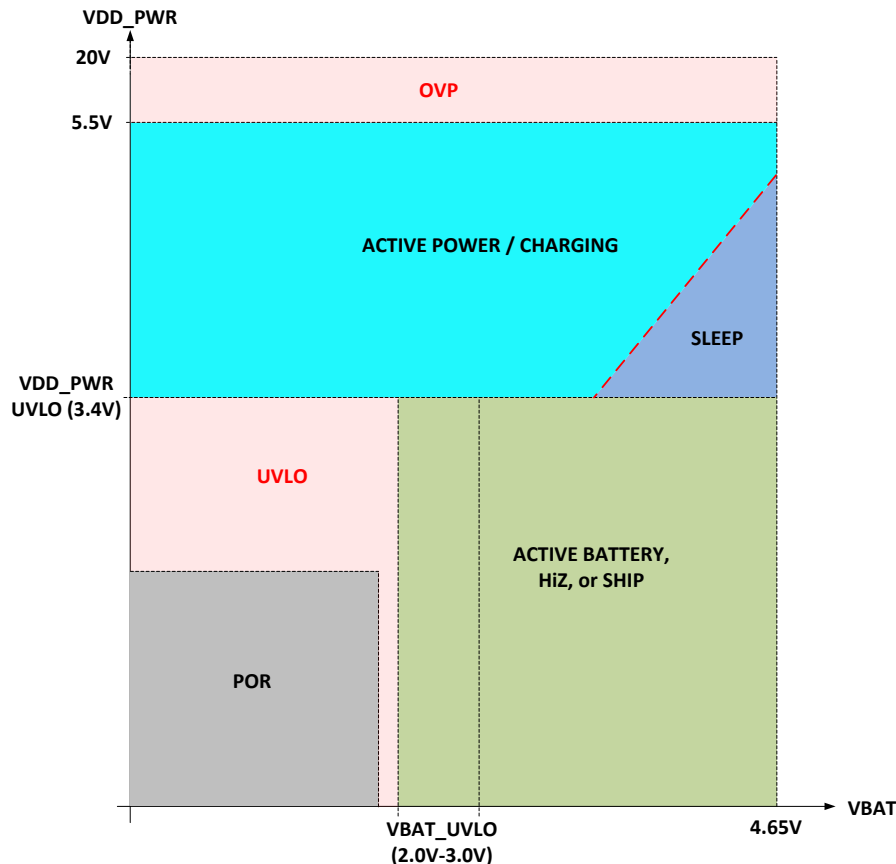 VDD_PWR
20V
OVP
5.5V
ACTIVE POWER / CHARGING
SLEEP
VDD_PWR
UVLO (3.4V)
UVLO
ACTIVE BATTERY,
HiZ, or SHIP
POR
VBAT
VBAT_UVLO
(2.0V-3.0V)
4.65V